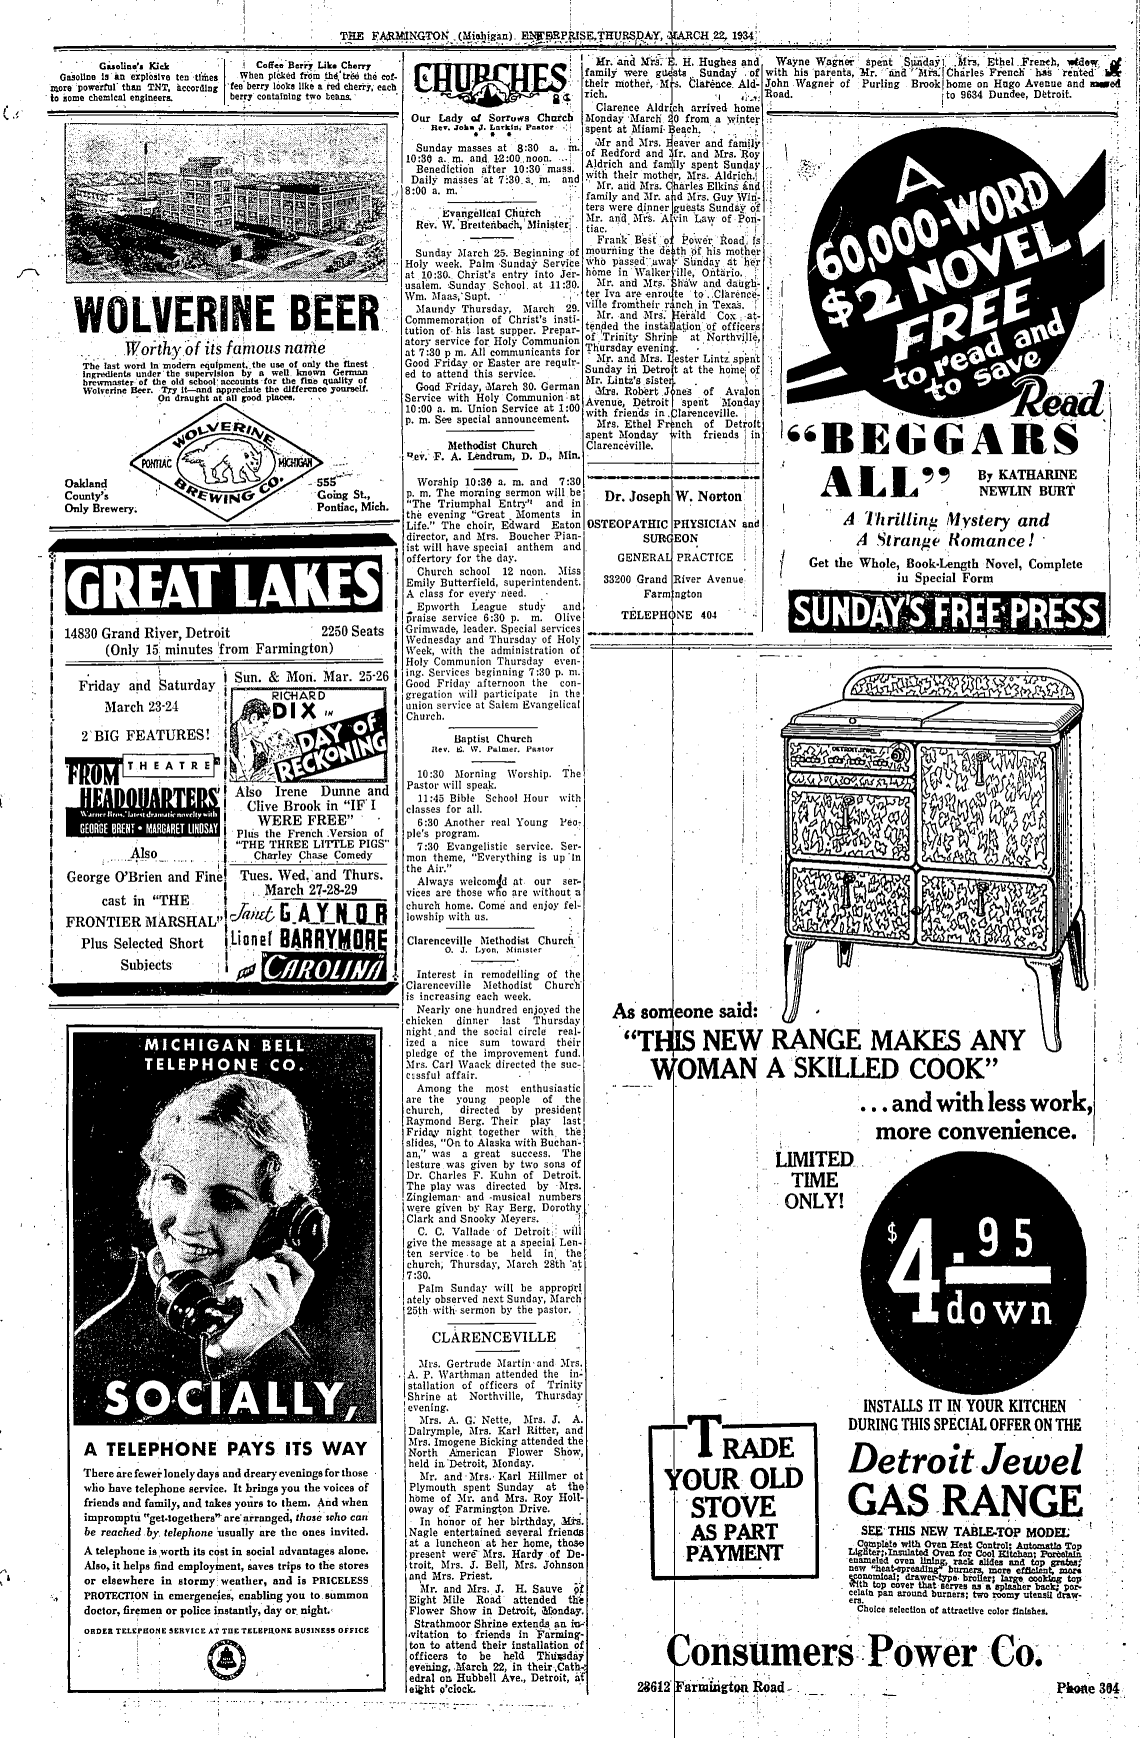 THE FARMINGTON (Michigan) ENTERPRISE, THURSDAY, MARCH 22, 1934
Gasoline's Kick
Gasoline is an explosive ten times
more powerful than TNT, according
to some chemical engineers.
Coffee Berry Like Cherry
When picked from the tree the cof-
fee berry looks like a red cherry, each
berry containing two beans.
WOLVERINE BEER
Worthy of its famous name
The last word in modern equipment, the use of only the finest
ingredients under the supervision by a well known German
brewmaster of the old school accounts for the fine quality of
Wolverine Beer. Try it—and appreciate the difference yourself.
On draught at all good places.
WOLVERINE
PONTIAC MICHIGAN
BREWING CO.
Oakland
County's
Only Brewery.
555
Going St.,
Pontiac, Mich.
GREAT LAKES
14830 Grand River, Detroit 2250 Seats
(Only 15 minutes from Farmington)
Friday and Saturday
March 23-24
2 BIG FEATURES!
THEATRE
FROM
HEADQUARTERS
Warner Bros.' latest dramatic novelty with
GEORGE BRENT • MARGARET LINDSAY
Also
George O'Brien and Fine
cast in "THE
FRONTIER MARSHAL"
Plus Selected Short
Subjects
Sun. & Mon. Mar. 25-26
RICHARD
DIX IN
DAY OF
RECKONING
Also Irene Dunne and
Clive Brook in "IF I
WERE FREE"
Plus the French Version of
"THE THREE LITTLE PIGS"
Charley Chase Comedy
Tues. Wed. and Thurs.
March 27-28-29
Janet GAYNOR
Lionel BARRYMORE
"CAROLINA"
MICHIGAN BELL
TELEPHONE CO.
SOCIALLY,
A TELEPHONE PAYS ITS WAY
There are fewer lonely days and dreary evenings for those
who have telephone service. It brings you the voices of
friends and family, and takes yours to them. And when
impromptu "get-togethers" are arranged, those who can
be reached by telephone usually are the ones invited.
A telephone is worth its cost in social advantages alone.
Also, it helps find employment, saves trips to the stores
or elsewhere in stormy weather, and is PRICELESS
PROTECTION in emergencies, enabling you to summon
doctor, firemen or police instantly, day or night.
ORDER TELEPHONE SERVICE AT THE TELEPHONE BUSINESS OFFICE
CHURCHES
Our Lady of Sorrows Church
Rev. John J. Larkin, Pastor
Sunday masses at 8:30 a. m.
10:30 a. m. and 12:00 noon.
Benediction after 10:30 mass.
Daily masses at 7:30 a. m. and
8:00 a. m.
Evangelical Church
Rev. W. Breitenbach, Minister
Sunday March 25. Beginning of
Holy week. Palm Sunday Service
at 10:30. Christ's entry into Jer-
usalem. Sunday School at 11:30.
Wm. Maas, Supt.
Maundy Thursday, March 29.
Commemoration of Christ's insti-
tution of his last supper. Prepar-
atory service for Holy Communion
at 7:30 p m. All communicants for
Good Friday or Easter are requir-
ed to attend this service.
Good Friday, March 30. German
Service with Holy Communion at
10:00 a. m. Union Service at 1:00
p. m. See special announcement.
Methodist Church
Rev. F. A. Lendrum, D. D., Min.
Worship 10:30 a. m. and 7:30
p. m. The morning sermon will be
"The Triumphal Entry" and in
the evening "Great Moments in
Life." The choir, Edward Eaton
director, and Mrs. Boucher Pian-
ist will have special anthem and
offertory for the day.
Church school 12 noon. Miss
Emily Butterfield, superintendent.
A class for every need.
Epworth League study and
praise service 6:30 p. m. Olive
Grimwade, leader. Special services
Wednesday and Thursday of Holy
Week, with the administration of
Holy Communion Thursday even-
ing. Services beginning 7:30 p. m.
Good Friday afternoon the con-
gregation will participate in the
union service at Salem Evangelical
Church.
Baptist Church
Rev. E. W. Palmer, Pastor
10:30 Morning Worship. The
Pastor will speak.
11:45 Bible School Hour with
classes for all.
6:30 Another real Young Peo-
ple's program.
7:30 Evangelistic service. Ser-
mon theme, "Everything is up in
the Air."
Always welcomed at our ser-
vices are those who are without a
church home. Come and enjoy fel-
lowship with us.
Clarenceville Methodist Church
O. J. Lyon, Minister
Interest in remodelling of the
Clarenceville Methodist Church
is increasing each week.
Nearly one hundred enjoyed the
chicken dinner last Thursday
night and the social circle real-
ized a nice sum toward their
pledge of the improvement fund.
Mrs. Carl Waack directed the suc-
cessful affair.
Among the most enthusiastic
are the young people of the
church, directed by president
Raymond Berg. Their play last
Friday night together with the
slides, "On to Alaska with Buchan-
an," was a great success. The
lesture was given by two sons of
Dr. Charles F. Kuhn of Detroit.
The play was directed by Mrs.
Zingleman and musical numbers
were given by Ray Berg, Dorothy
Clark and Snooky Meyers.
C. C. Vallade of Detroit will
give the message at a special Len-
ten service to be held in the
church, Thursday, March 28th at
7:30.
Palm Sunday will be appropri
ately observed next Sunday, March
25th with sermon by the pastor.
CLARENCEVILLE
Mrs. Gertrude Martin and Mrs.
A. P. Warthman attended the in-
stallation of officers of Trinity
Shrine at Northville, Thursday
evening.
Mrs. A. G. Nette, Mrs. J. A.
Dalrymple, Mrs. Karl Ritter, and
Mrs. Imogene Bicking attended the
North American Flower Show,
held in Detroit, Monday.
Mr. and Mrs. Karl Hillmer ot
Plymouth spent Sunday at the
home of Mr. and Mrs. Roy Holt-
oway of Farmington Drive.
In honor of her birthday, Mrs.
Nagle entertained several friends
at a luncheon at her home, those
present were Mrs. Hardy of De-
troit, Mrs. J. Bell, Mrs. Johnson
and Mrs. Priest.
Mr. and Mrs. J. H. Sauve of
Eight Mile Road attended the
Flower Show in Detroit, Monday.
Strathmoor Shrine extends an in-
vitation to friends in Farming-
ton to attend their installation of
officers to be held Thursday
evening, March 22, in their Cath-
edral on Hubbell Ave., Detroit, at
eight o'clock.
Mr. and Mrs. E. H. Hughes and
family were guests Sunday of
their mother, Mrs. Clarence Ald-
rich.
Clarence Aldrich arrived home
Monday March 20 from a winter
spent at Miami Beach.
Mr and Mrs. Heaver and family
of Redford and Mr. and Mrs. Roy
Aldrich and family spent Sunday
with their mother, Mrs. Aldrich.
Mr. and Mrs. Charles Elkins and
family and Mr. and Mrs. Guy Win-
ters were dinner guests Sunday of
Mr. and Mrs. Alvin Law of Pon-
tiac.
Frank Best of Power Road is
mourning the death of his mother
who passed away Sunday at her
home in Walkerville, Ontario.
Mr. and Mrs. Shaw and daugh-
ter Iva are enroute to Clarence-
ville fromtheir ranch in Texas.
Mr. and Mrs. Herald Cox at-
tended the installation of officers
of Trinity Shrine at Northville,
Thursday evening.
Mr. and Mrs. Lester Lintz spent
Sunday in Detroit at the home of
Mr. Lintz's sister.
Mrs. Robert Jones of Avalon
Avenue, Detroit spent Monday
with friends in Clarenceville.
Mrs. Ethel French of Detroit
spent Monday with friends in
Clarenceville.
Dr. Joseph W. Norton
OSTEOPATHIC PHYSICIAN and
SURGEON
GENERAL PRACTICE
33200 Grand River Avenue
Farmington
TELEPHONE 404
Wayne Wagner spent Sunday
with his parents, Mr. and Mrs.
John Wagner of Purling Brook
Road.
Mrs. Ethel French, widow of
Charles French has rented her
home on Hugo Avenue and moved
to 9634 Dundee, Detroit.
A
60,000-WORD
$2 NOVEL
FREE
to read and
to save
Read
"BEGGARS
ALL"
By KATHARINE
NEWLIN BURT
A Thrilling Mystery and
A Strange Romance!
Get the Whole, Book-Length Novel, Complete
in Special Form
SUNDAY'S FREE PRESS
DETROIT JEWEL
As someone said:
"THIS NEW RANGE MAKES ANY
WOMAN A SKILLED COOK"
...and with less work,
more convenience.
LIMITED
TIME
ONLY!
$4.95
down
INSTALLS IT IN YOUR KITCHEN
DURING THIS SPECIAL OFFER ON THE
Detroit Jewel
GAS RANGE
SEE THIS NEW TABLE-TOP MODEL
Complete with Oven Heat Control; Automatic Top
Lighter; Insulated Oven for Cool Kitchen; Porcelain
enameled oven lining, rack slides and top grates;
new "heat-spreading" burners, more efficient, more
economical; drawer-type broiler; large cooking top
with top cover that serves as a splasher back; por-
celain pan around burners; two roomy utensil draw-
ers.
Choice selection of attractive color finishes.
TRADE
YOUR OLD
STOVE
AS PART
PAYMENT
Consumers Power Co.
28612 Farmington Road Phone 304